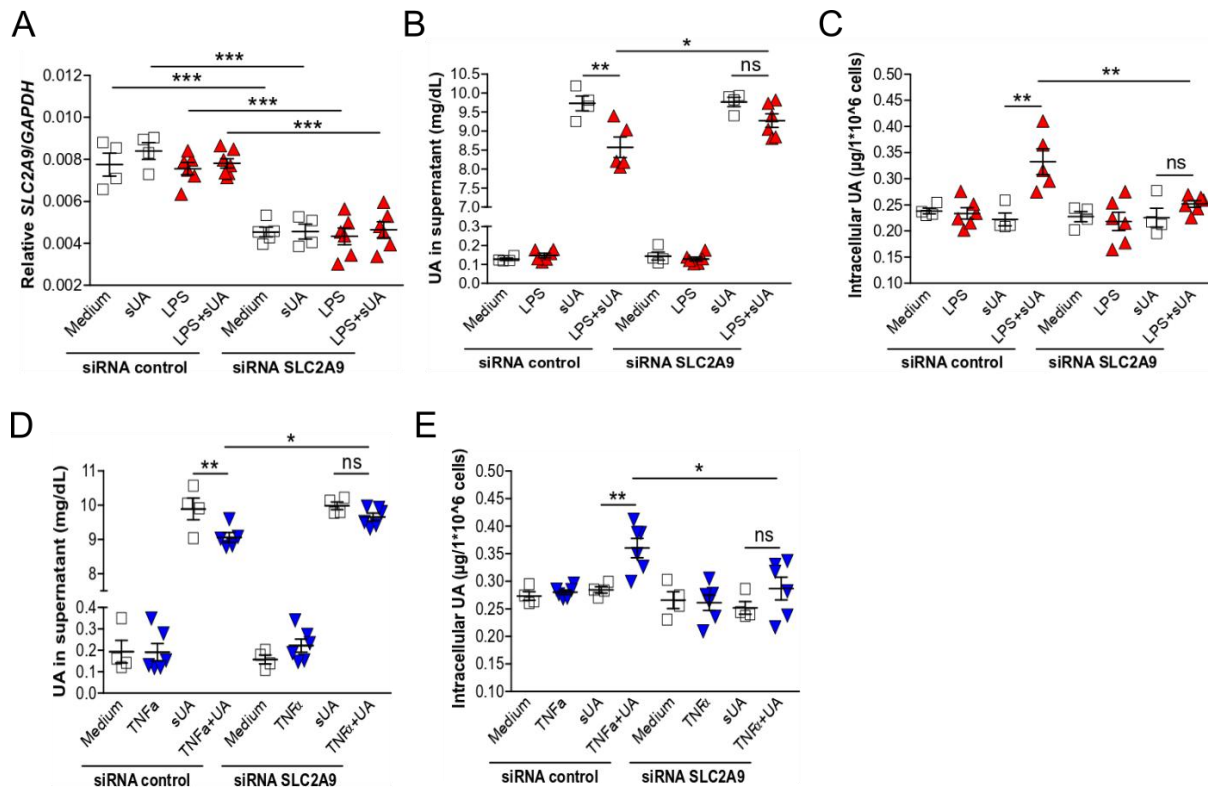 A
Relative SLC2A9/GAPDH
0.012
0.010
0.008
0.006
0.004
0.002
***
***
***
***
Medium
sUA
LPS
LPS+sUA
Medium
sUA
LPS
LPS+sUA
siRNA control
siRNA SLC2A9
B
UA in supernatant (mg/dL)
10.5
10.0
9.5
9.0
8.5
8.0
7.5
0.3
0.2
0.1
0.0
*
**
ns
Medium
LPS
sUA
LPS+sUA
Medium
LPS
sUA
LPS+sUA
siRNA control
siRNA SLC2A9
C
Intracellular UA (µg/1*10^6 cells)
0.50
0.45
0.40
0.35
0.30
0.25
0.20
0.15
0.10
**
**
ns
Medium
LPS
sUA
LPS+sUA
Medium
LPS
sUA
LPS+sUA
siRNA control
siRNA SLC2A9
D
UA in supernatant (mg/dL)
11
10
9
0.4
0.3
0.2
0.1
0.0
*
**
ns
Medium
TNFa
sUA
TNFa+UA
Medium
TNRα
sUA
TNRα+UA
siRNA control
siRNA SLC2A9
E
Intracellular UA (µg/1*10^6 cells)
0.50
0.45
0.40
0.35
0.30
0.25
0.20
0.15
0.10
*
**
ns
Medium
TNFa
sUA
TNFa+UA
Medium
TNRα
sUA
TNRα+UA
siRNA control
siRNA SLC2A9